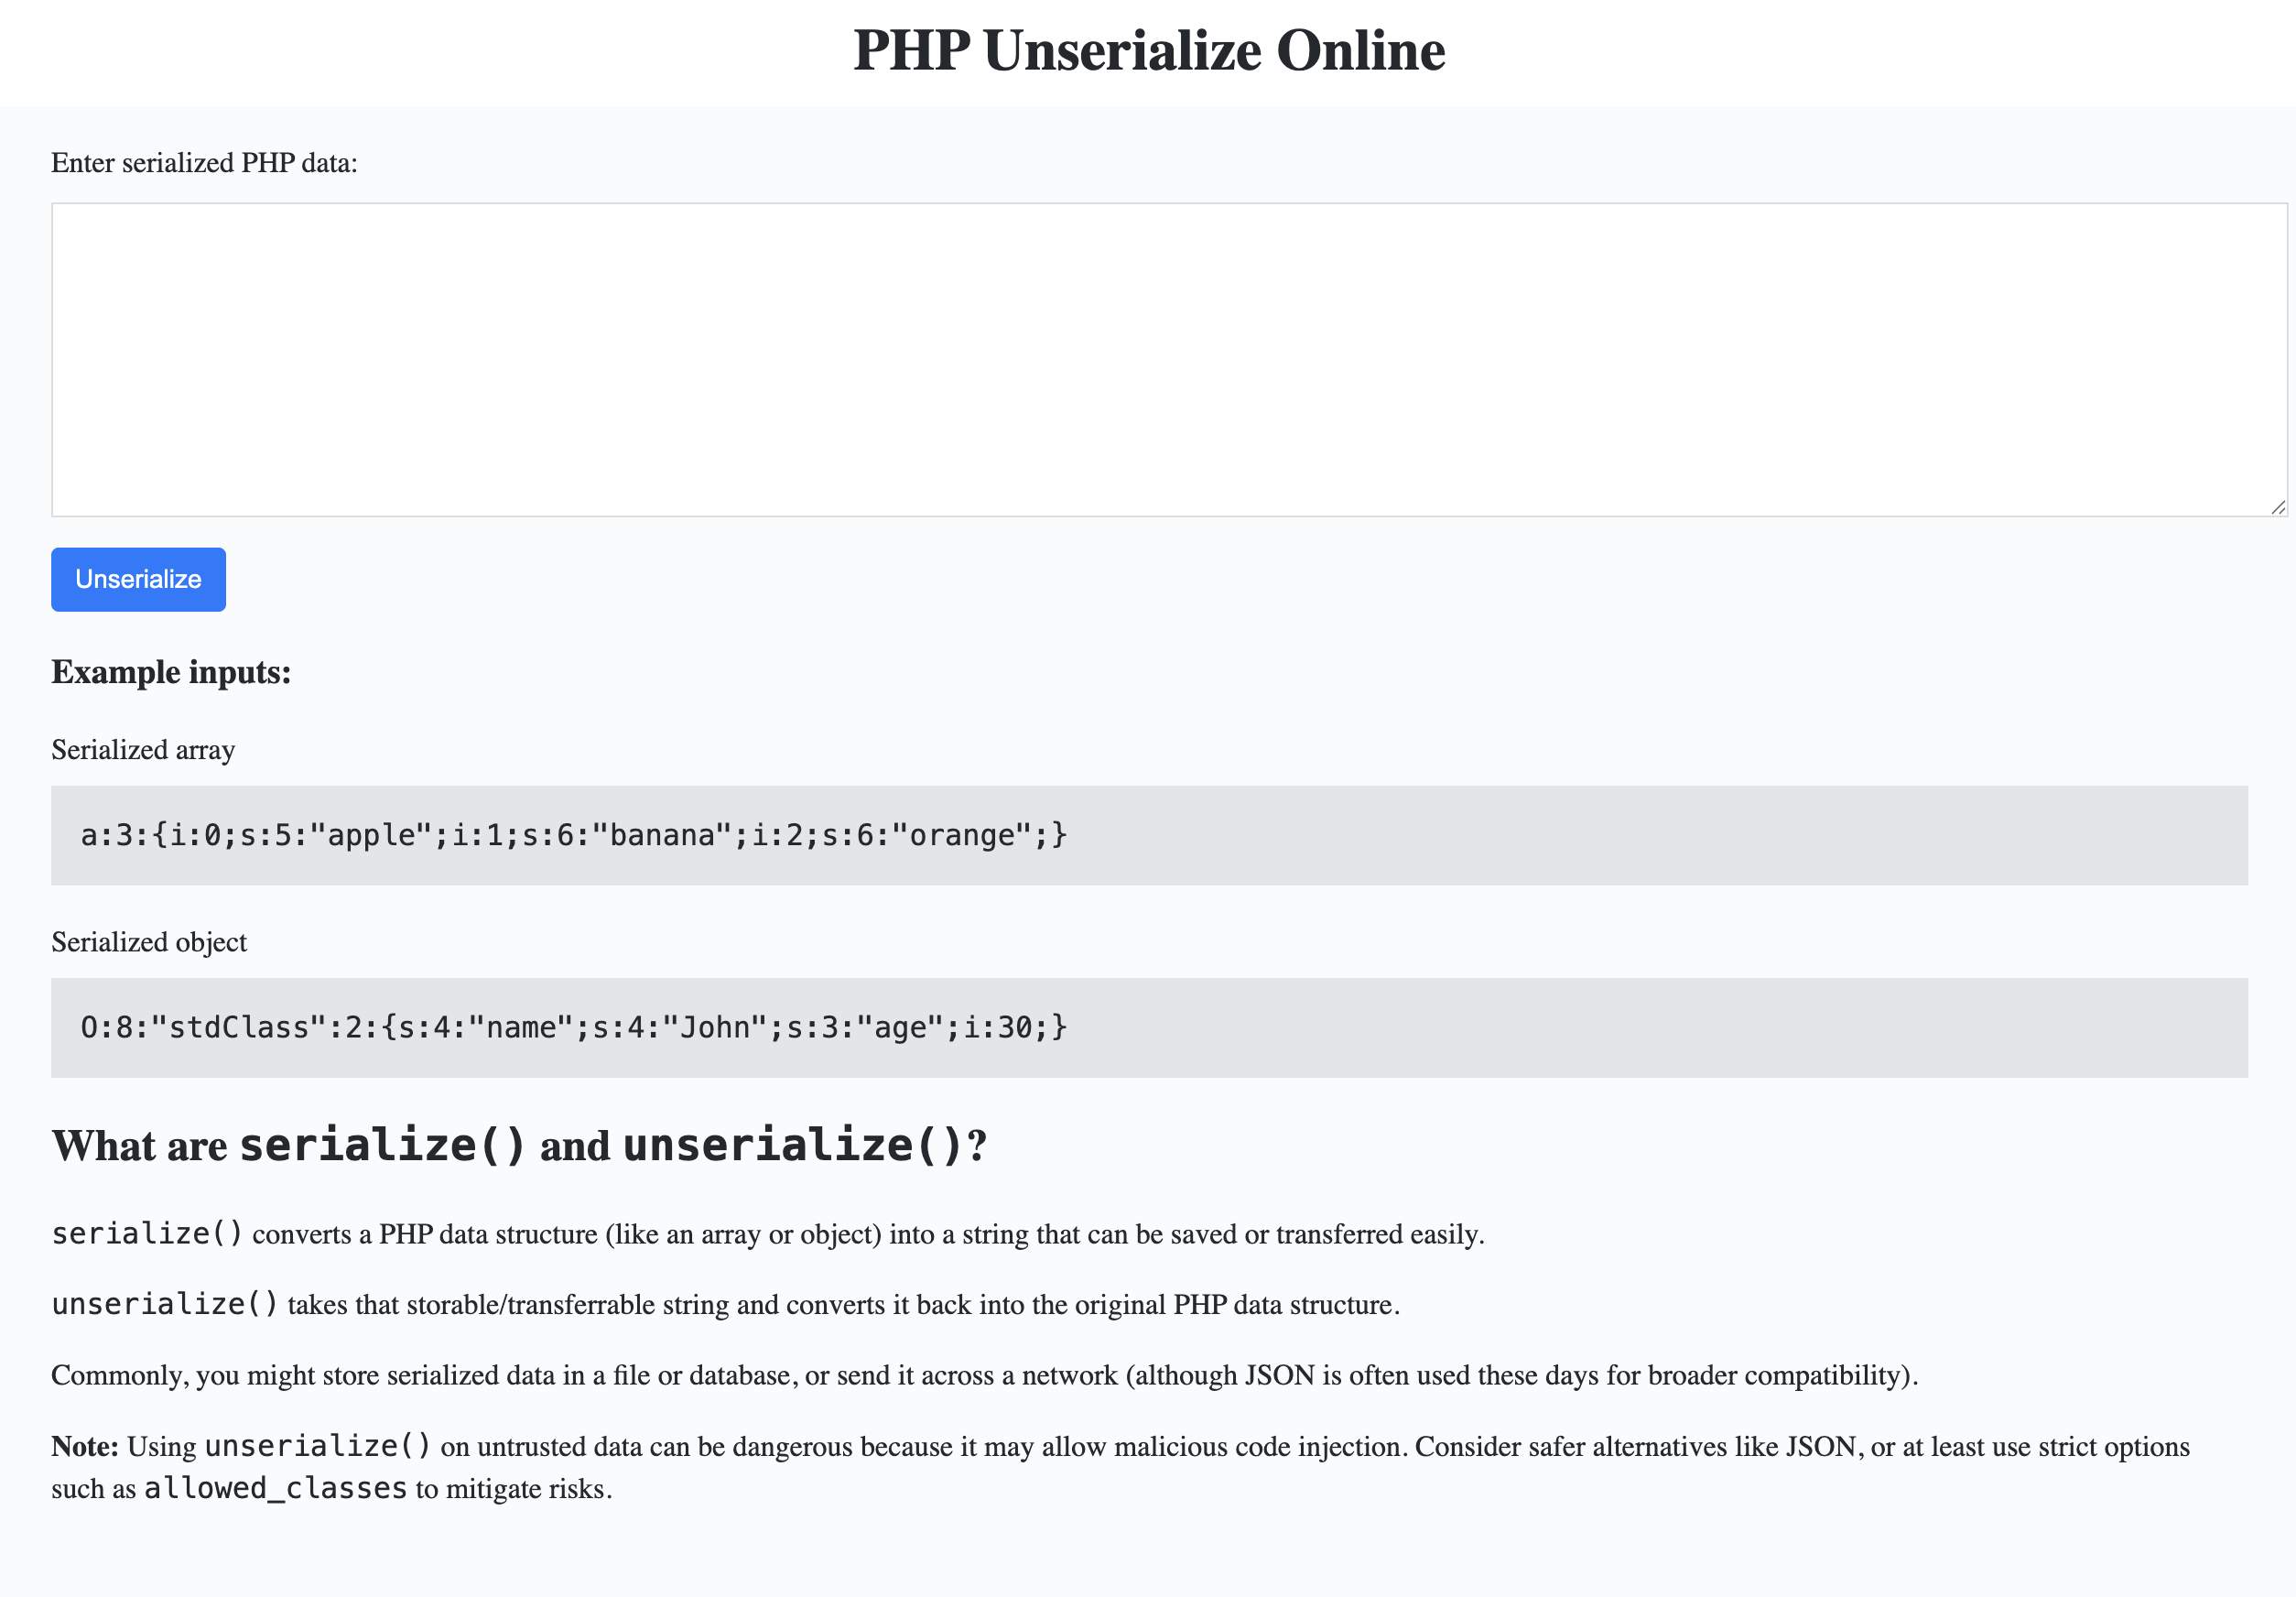 PHP Unserialize Online
Enter serialized PHP data:
Unserialize
Example inputs:
Serialized array
a:3:{i:0;s:5:"apple";i:1;s:6:"banana";i:2;s:6:"orange";}
Serialized object
O:8:"stdClass":2:{s:4:"name";s:4:"John";s:3:"age";i:30;}
What are serialize() and unserialize()?
serialize() converts a PHP data structure (like an array or object) into a string that can be saved or transferred easily.
unserialize() takes that storable/transferrable string and converts it back into the original PHP data structure.
Commonly, you might store serialized data in a file or database, or send it across a network (although JSON is often used these days for broader compatibility).
Note: Using unserialize() on untrusted data can be dangerous because it may allow malicious code injection. Consider safer alternatives like JSON, or at least use strict options
such as allowed_classes to mitigate risks.